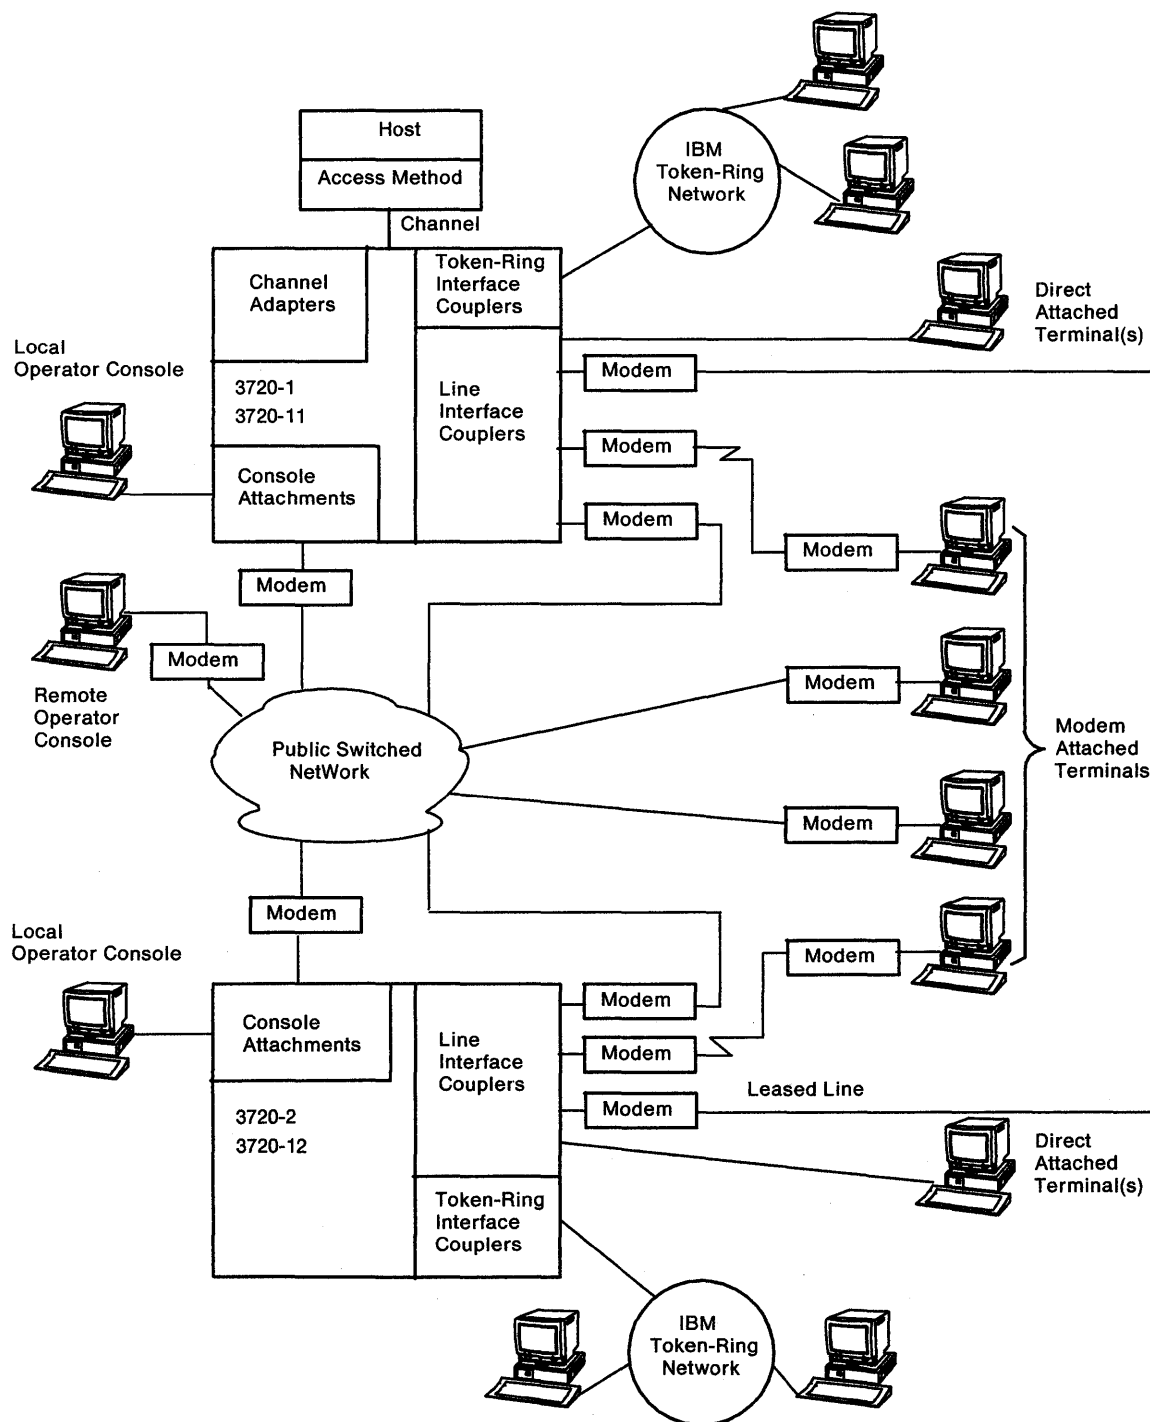 Host
Access Method
Channel
IBM
Token-Ring
Network
Channel
Adapters
Token-Ring
Interface
Couplers
Direct
Attached
Terminal(s)
Local
Operator Console
3720-1
3720-11
Line
Interface
Couplers
Modem
Modem
Console
Attachments
Modem
Modem
Modem
Modem
Remote
Operator
Console
Modem
Public Switched
NetWork
Modem
Attached
Terminals
Modem
Modem
Local
Operator Console
Modem
Console
Attachments
Line
Interface
Couplers
Modem
Modem
Leased Line
Modem
3720-2
3720-12
Direct
Attached
Terminal(s)
Token-Ring
Interface
Couplers
IBM
Token-Ring
Network